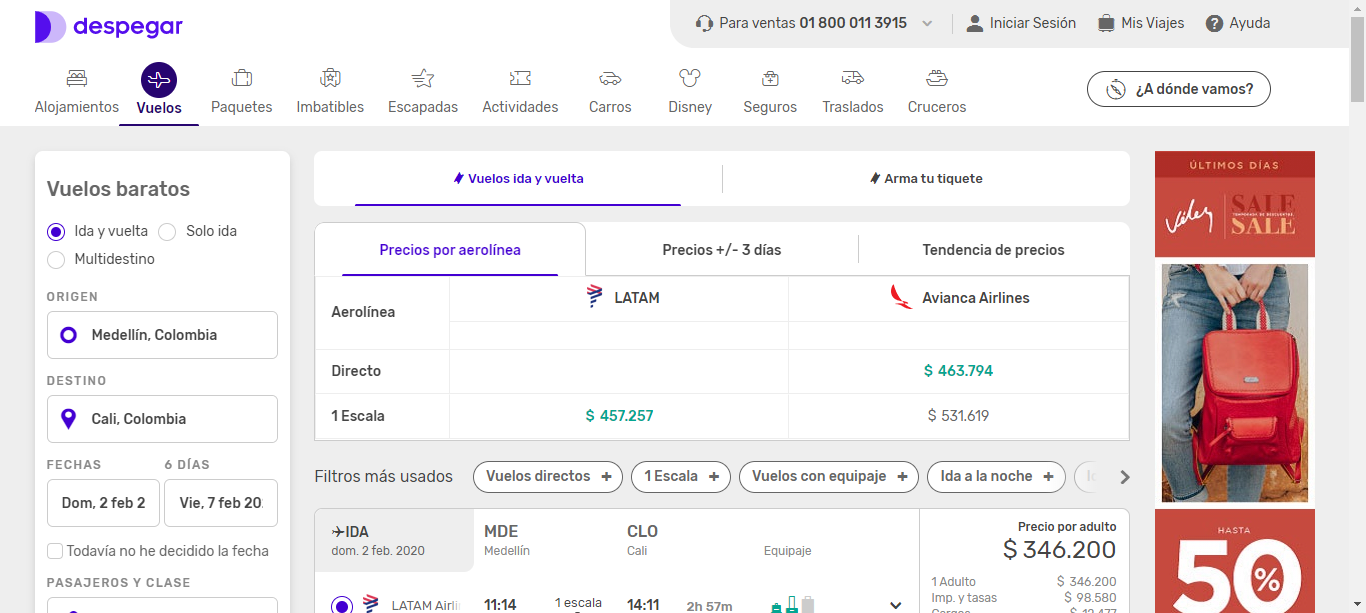 despegar
Para ventas 01 800 011 3915
Iniciar Sesión
Mis Viajes
Ayuda
Alojamientos
Vuelos
Paquetes
Imbatibles
Escapadas
Actividades
Carros
Disney
Seguros
Traslados
Cruceros
¿A dónde vamos?
Vuelos baratos
Ida y vuelta
Solo ida
Multidestino
ORIGEN
Medellín, Colombia
DESTINO
Cali, Colombia
FECHAS
6 DÍAS
Dom, 2 feb 2
Vie, 7 feb 20
Todavía no he decidido la fecha
PASAJEROS Y CLASE
Vuelos ida y vuelta
Arma tu tiquete
Precios por aerolínea
Precios +/- 3 días
Tendencia de precios
Aerolínea
LATAM
Avianca Airlines
Directo
$ 463.794
1 Escala
$ 457.257
$ 531.619
Filtros más usados
Vuelos directos +
1 Escala +
Vuelos con equipaje +
Ida a la noche +
IDA
dom. 2 feb. 2020
MDE
Medellín
CLO
Cali
Equipaje
LATAM Airli
11:14
1 escala
14:11
2h 57m
Precio por adulto
$ 346.200
1 Adulto
$ 346.200
Imp. y tasas
$ 98.580
Cargos
$ 12.477
ÚLTIMOS DÍAS
Vélez
SALE
TEMPORADA DE DESCUENTOS
SALE
HASTA
50%